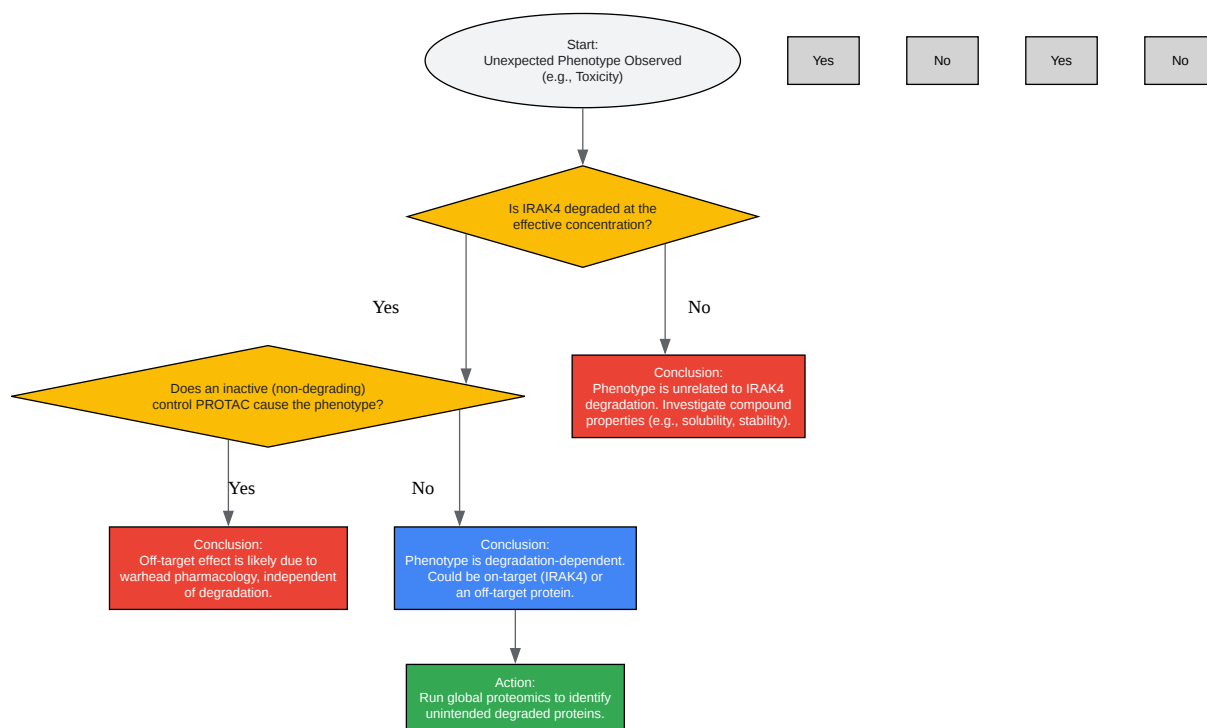 Start:
Unexpected Phenotype Observed
(e.g., Toxicity)
Yes
No
Yes
No
Is IRAK4 degraded at the
effective concentration?
Yes
No
Does an inactive (non-degrading)
control PROTAC cause the phenotype?
Conclusion:
Phenotype is unrelated to IRAK4
degradation. Investigate compound
properties (e.g., solubility, stability).
Yes
No
Conclusion:
Off-target effect is likely due to
warhead pharmacology, independent
of degradation.
Conclusion:
Phenotype is degradation-dependent.
Could be on-target (IRAK4) or
an off-target protein.
Action:
Run global proteomics to identify
unintended degraded proteins.